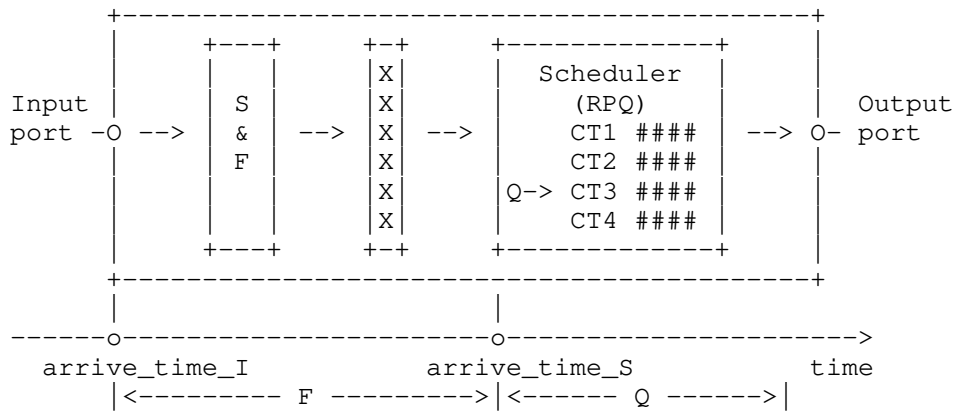 +-----------------------------------------------+
|      +---+      +-+      +--------------+      |
|      |   |      |X|      |  Scheduler   |      |
Input  |      | S |      |X|      |    (RPQ)     |      |  Output
port -O -->  | & | -->  |X| -->  |    CT1 ####  | --> O- port
|      | F |      |X|      |    CT2 ####  |      |
|      |   |      |X|      |Q-> CT3 ####  |      |
|      |   |      |X|      |    CT4 ####  |      |
|      +---+      +-+      +--------------+      |
+-----------------------------------------------+
|                         |
------o-------------------------o----------------------->
arrive_time_I            arrive_time_S            time
|<--------- F --------->|<------ Q ------>|